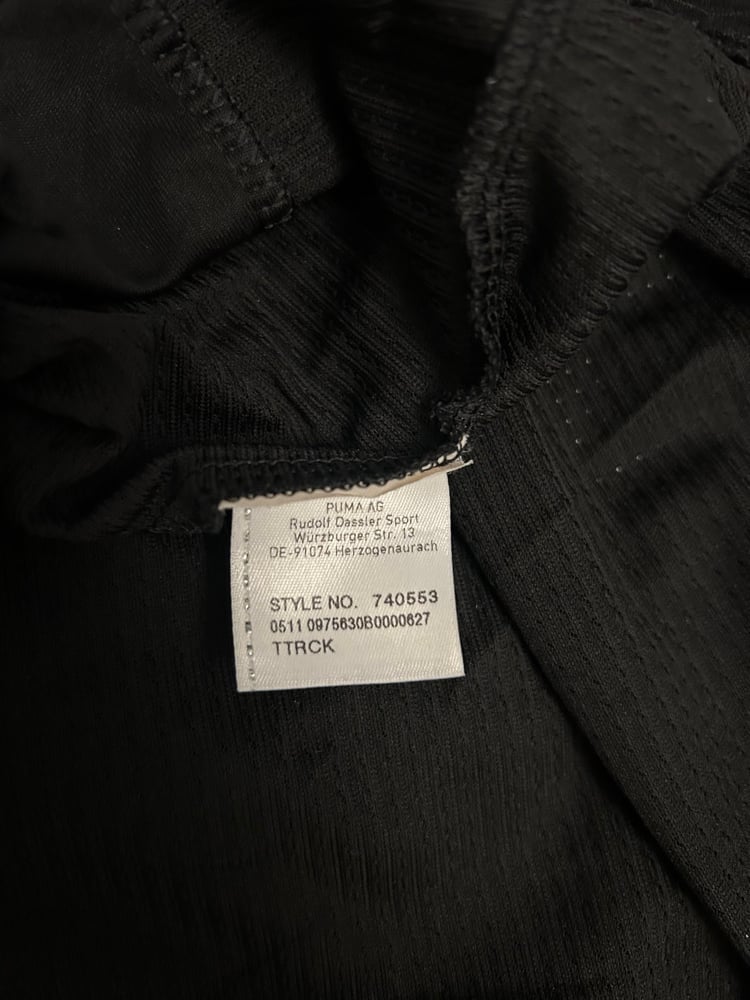 PUMA AG
Rudolf Dassler Sport
Würzburger Str. 13
DE-91074 Herzogenaurach
STYLE NO. 740553
0511 0975630B0000627
TTRCK